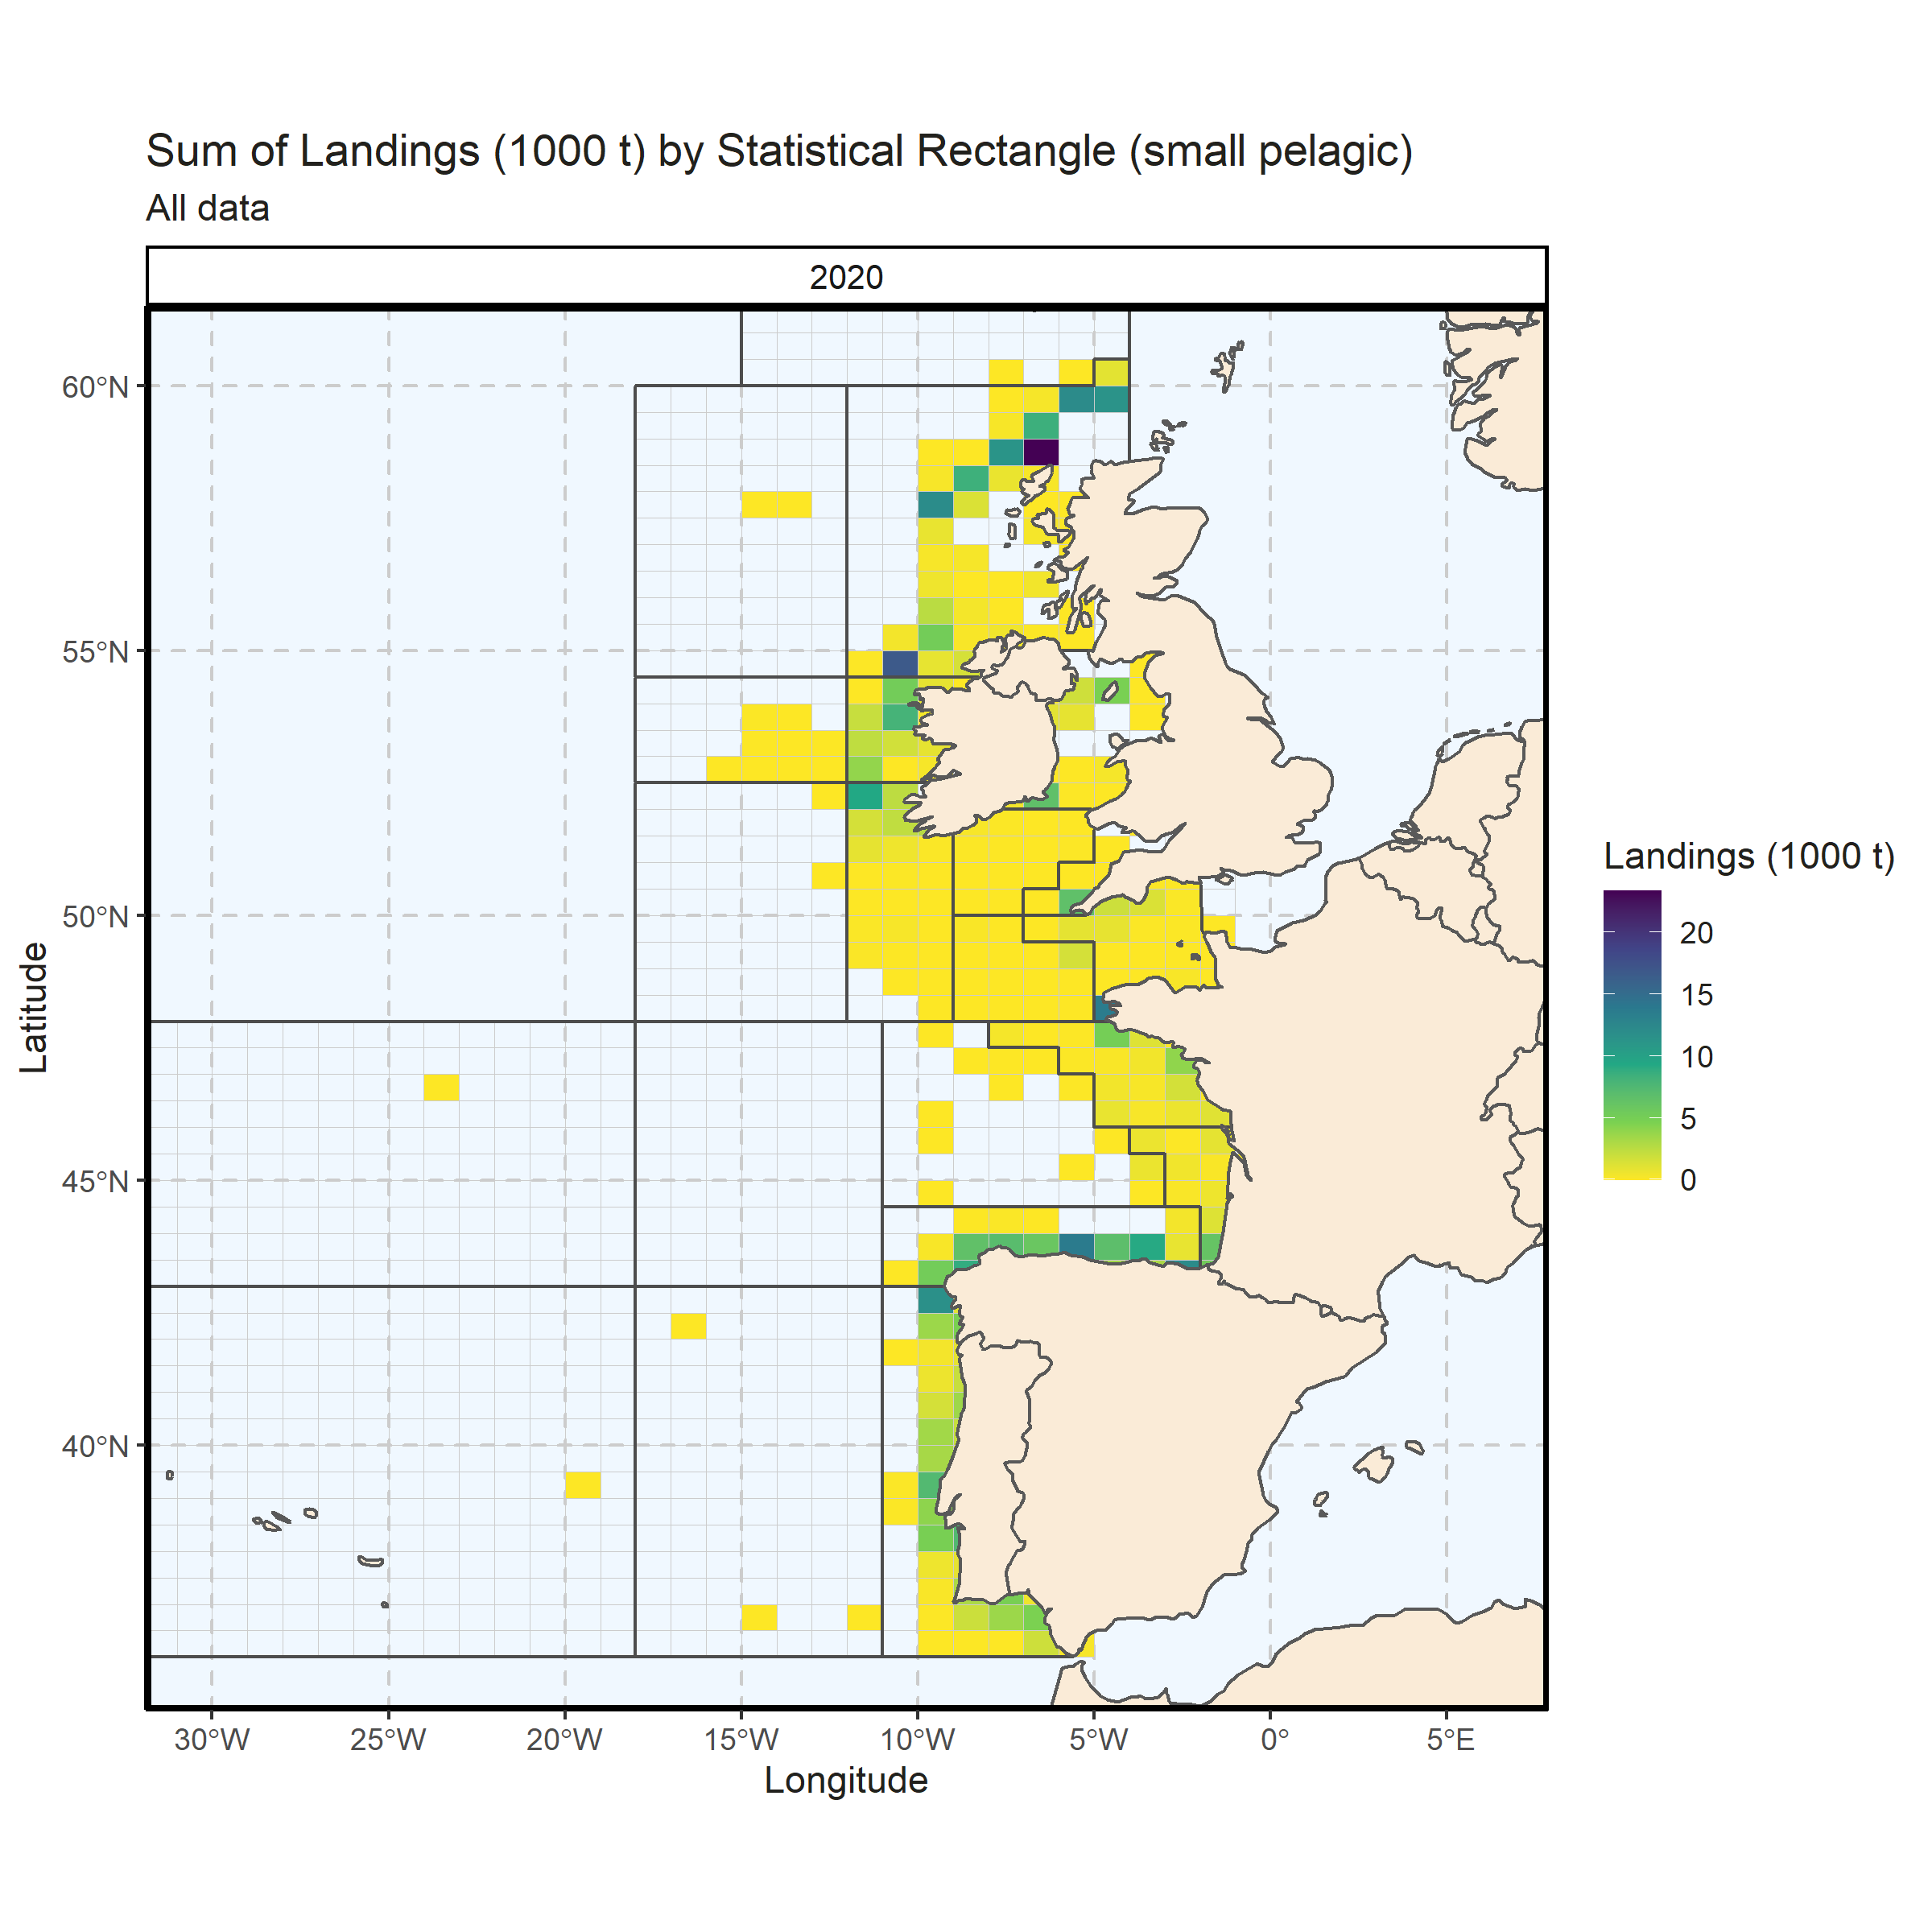 Sum of Landings (1000 t) by Statistical Rectangle (small pelagic)
All data
2020
60°N
55°N
50°N
45°N
40°N
Latitude
30°W 25°W 20°W 15°W 10°W 5°W 0° 5°E
Longitude
Landings (1000 t)
20
15
10
5
0